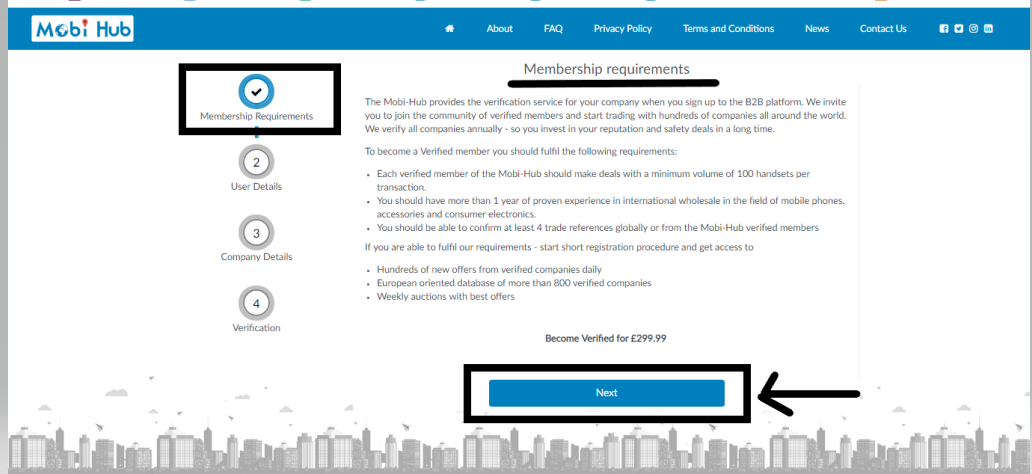 Mobi Hub
About FAQ Privacy Policy Terms and Conditions News Contact Us
Membership Requirements
2
User Details
3
Company Details
4
Verification
Membership requirements
The Mobi-Hub provides the verification service for your company when you sign up to the B2B platform. We invite
you to join the community of verified members and start trading with hundreds of companies all around the world.
We verify all companies annually - so you invest in your reputation and safety deals in a long time.
To become a Verified member you should fulfil the following requirements:
• Each verified member of the Mobi-Hub should make deals with a minimum volume of 100 handsets per
transaction.
• You should have more than 1 year of proven experience in international wholesale in the field of mobile phones,
accessories and consumer electronics.
• You should be able to confirm at least 4 trade references globally or from the Mobi-Hub verified members
If you are able to fulfil our requirements - start short registration procedure and get access to
• Hundreds of new offers from verified companies daily
• European oriented database of more than 800 verified companies
• Weekly auctions with best offers
Become Verified for £299.99
Next